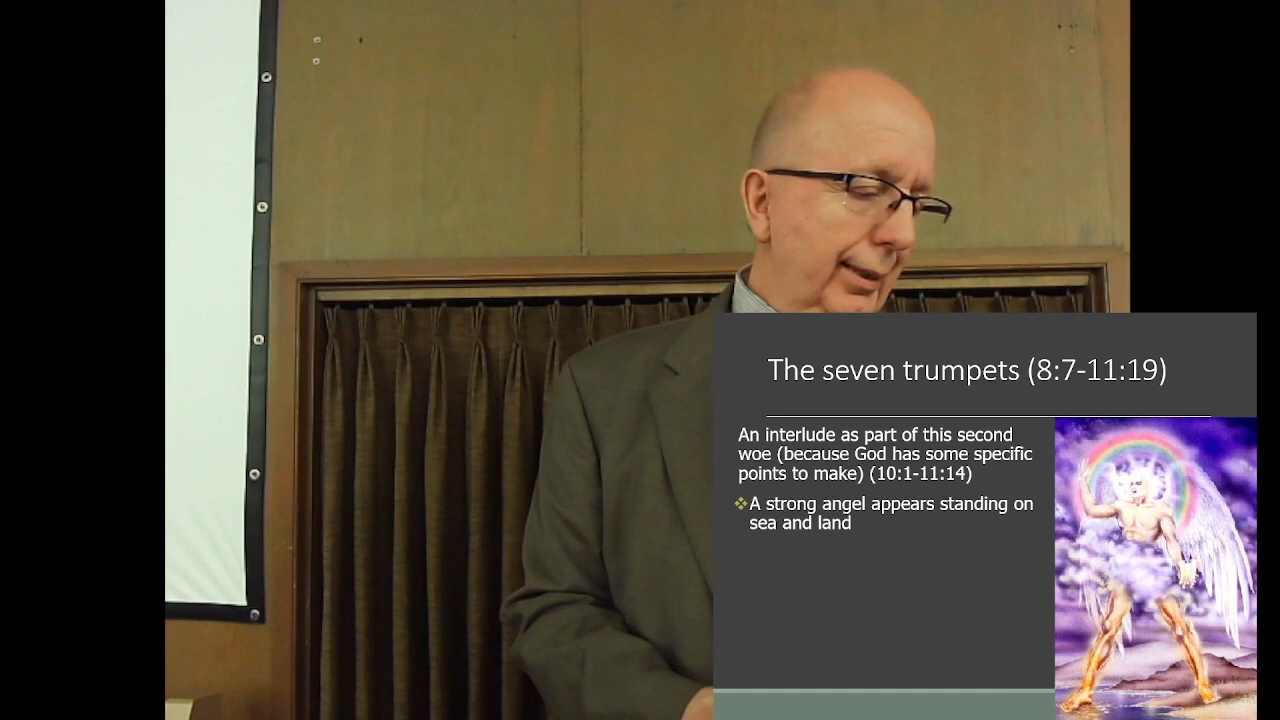 The seven trumpets (8:7-11:19)
An interlude as part of this second
woe (because God has some specific
points to make) (10:1-11:14)
❖A strong angel appears standing on
sea and land